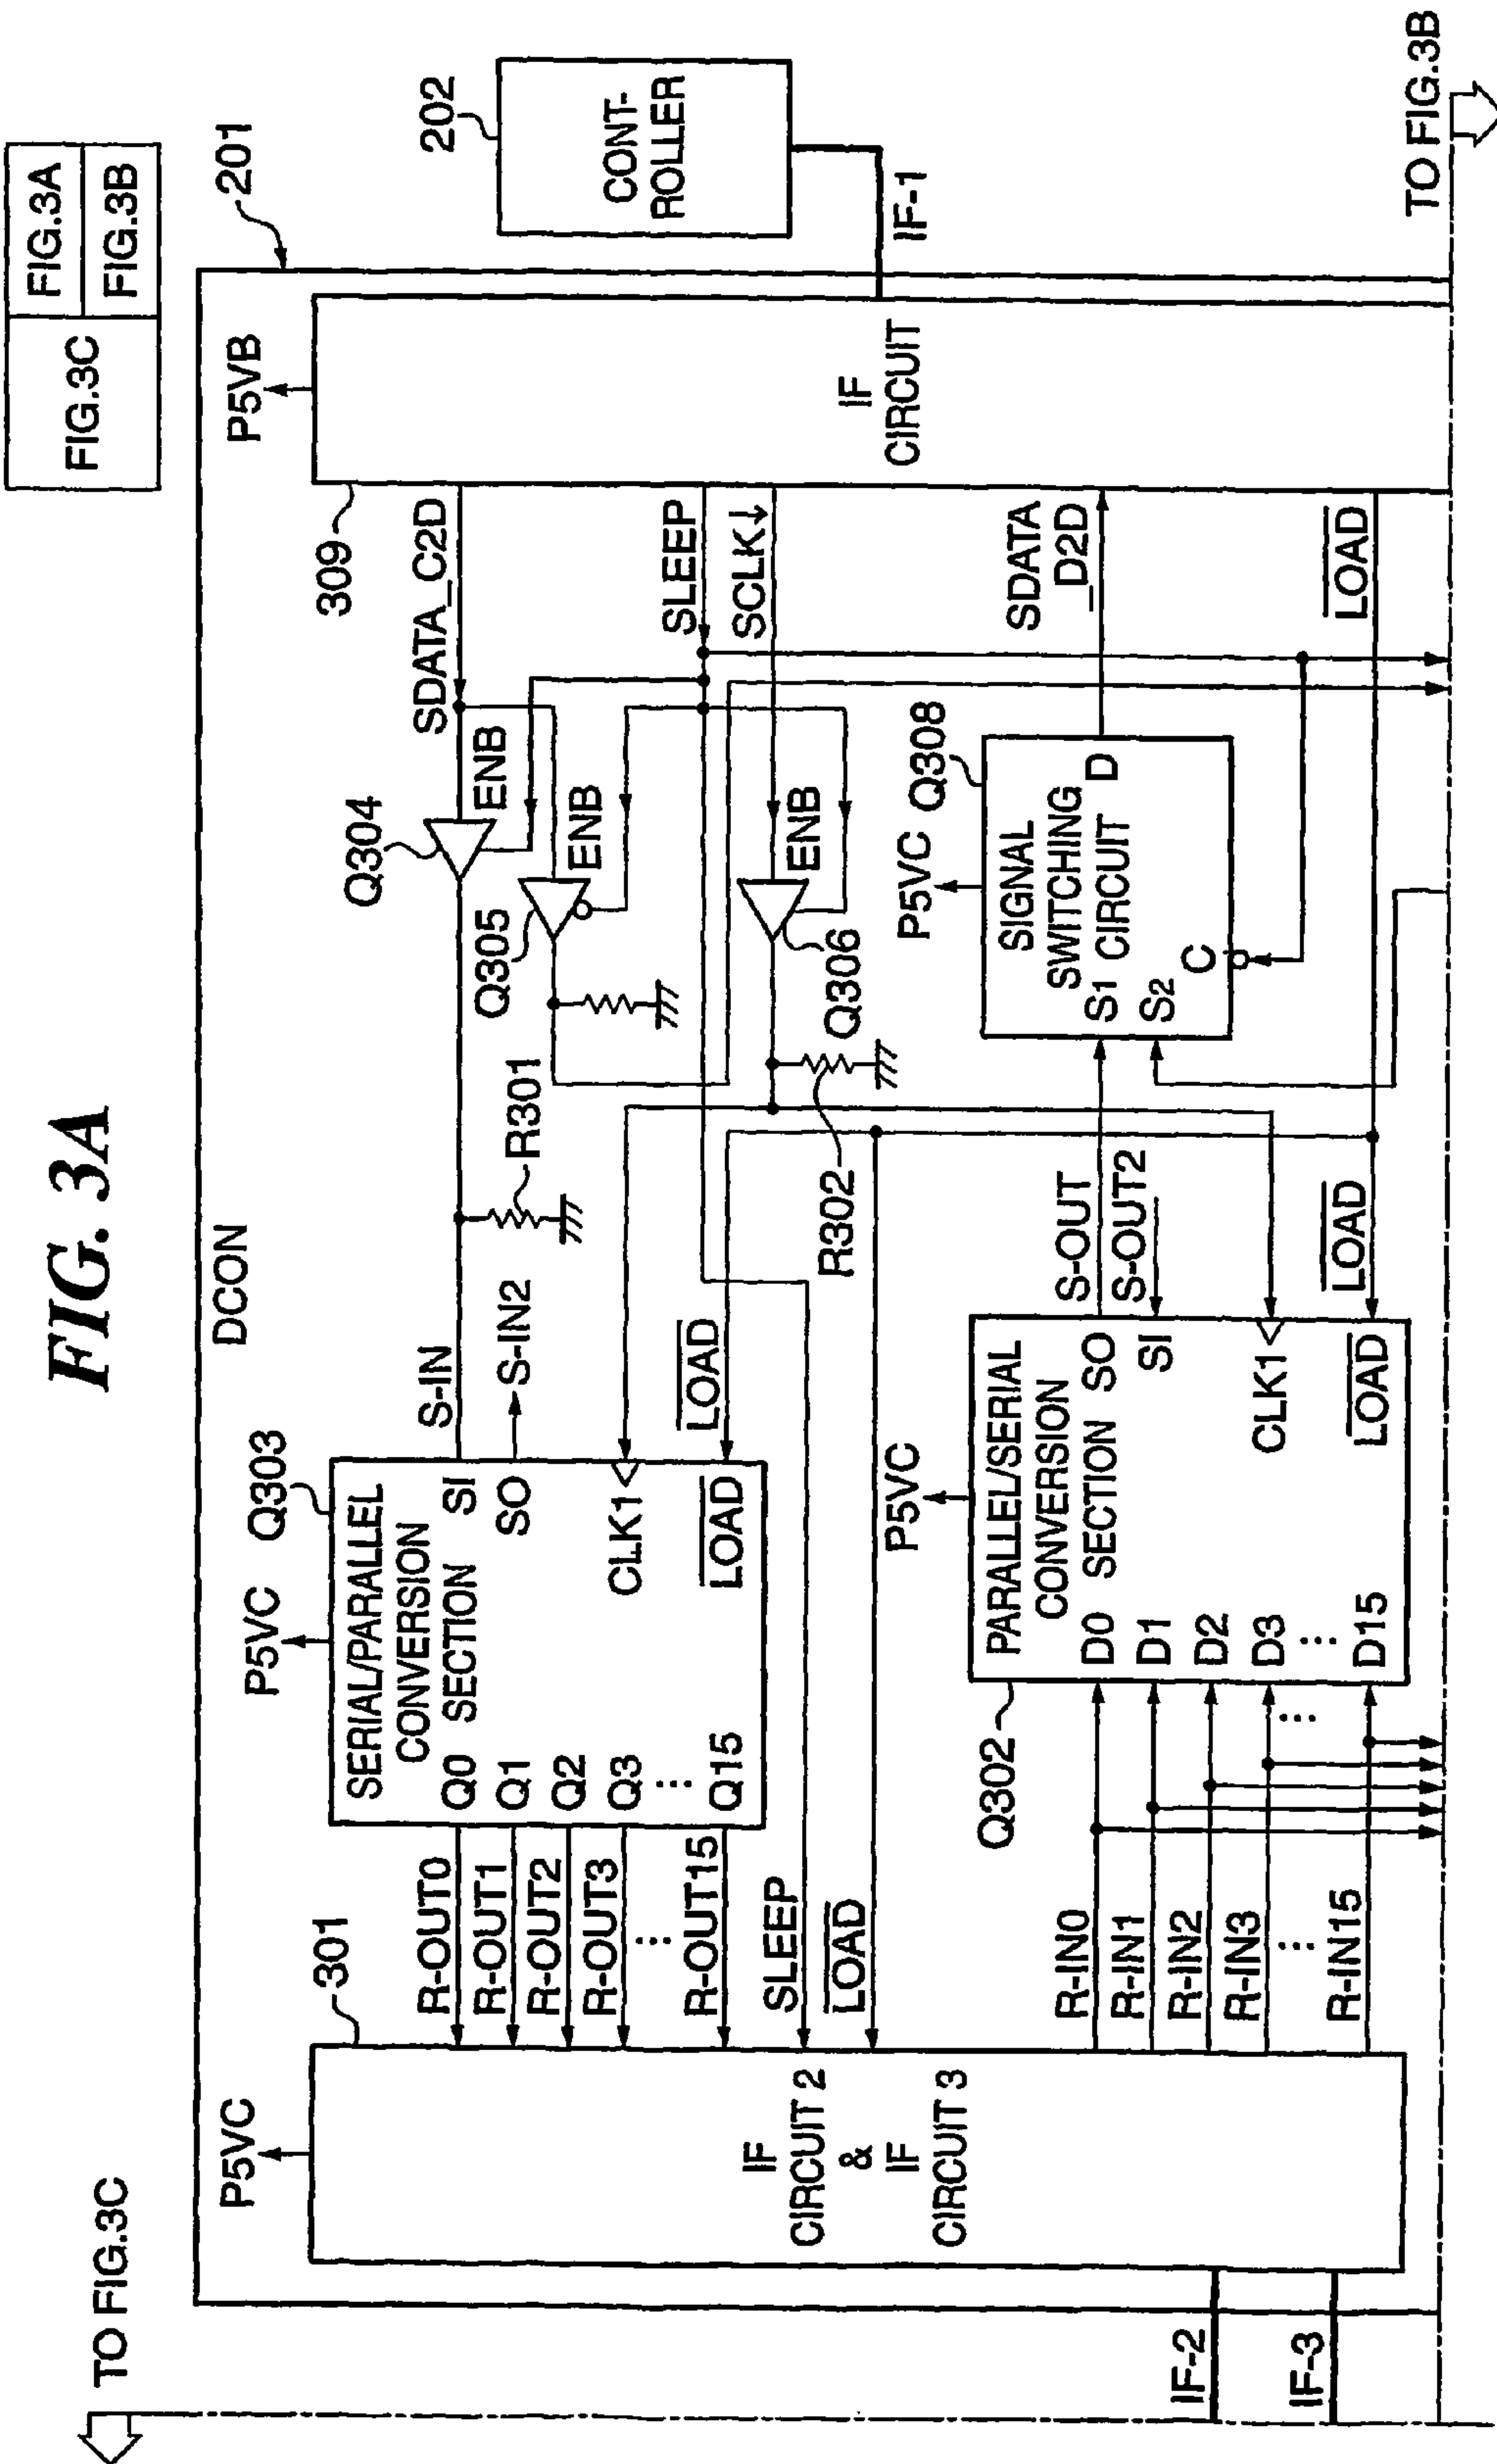 FIG. 3A
FIG.3C
FIG.3A
FIG.3B
TO FIG.3C
DCON
201
P5VC
301
IF
CIRCUIT 2
& IF
CIRCUIT 3
IF-2
IF-3
R-OUT0
R-OUT1
R-OUT2
R-OUT3
...
R-OUT15
SLEEP
LOAD
R-IN0
R-IN1
R-IN2
R-IN3
...
R-IN15
P5VC
Q303
SERIAL/PARALLEL
CONVERSION
SECTION
Q0
Q1
Q2
Q3
...
Q15
SI
SO
CLK1
LOAD
S-IN
S-IN2
LOAD
R301
Q302
P5VC
PARALLEL/SERIAL
CONVERSION
SECTION
D0
D1
D2
D3
...
D15
...
SO
SI
CLK1
LOAD
S-OUT
S-OUT2
LOAD
R302
Q304
ENB
Q305
ENB
Q306
ENB
P5VC
Q308
SIGNAL
SWITCHING
CIRCUIT
S1
S2
D
C
SDATA_C2D
SLEEP
SCLK↓
SDATA
_D2D
LOAD
309
P5VB
IF
CIRCUIT
IF-1
202
CONT-
ROLLER
TO FIG.3B